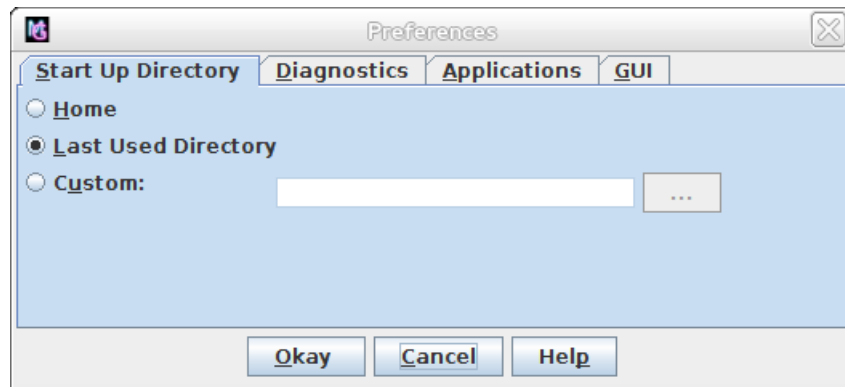 Preferences
Start Up Directory Diagnostics Applications GUI
Home
Last Used Directory
Custom: ...
Okay Cancel Help